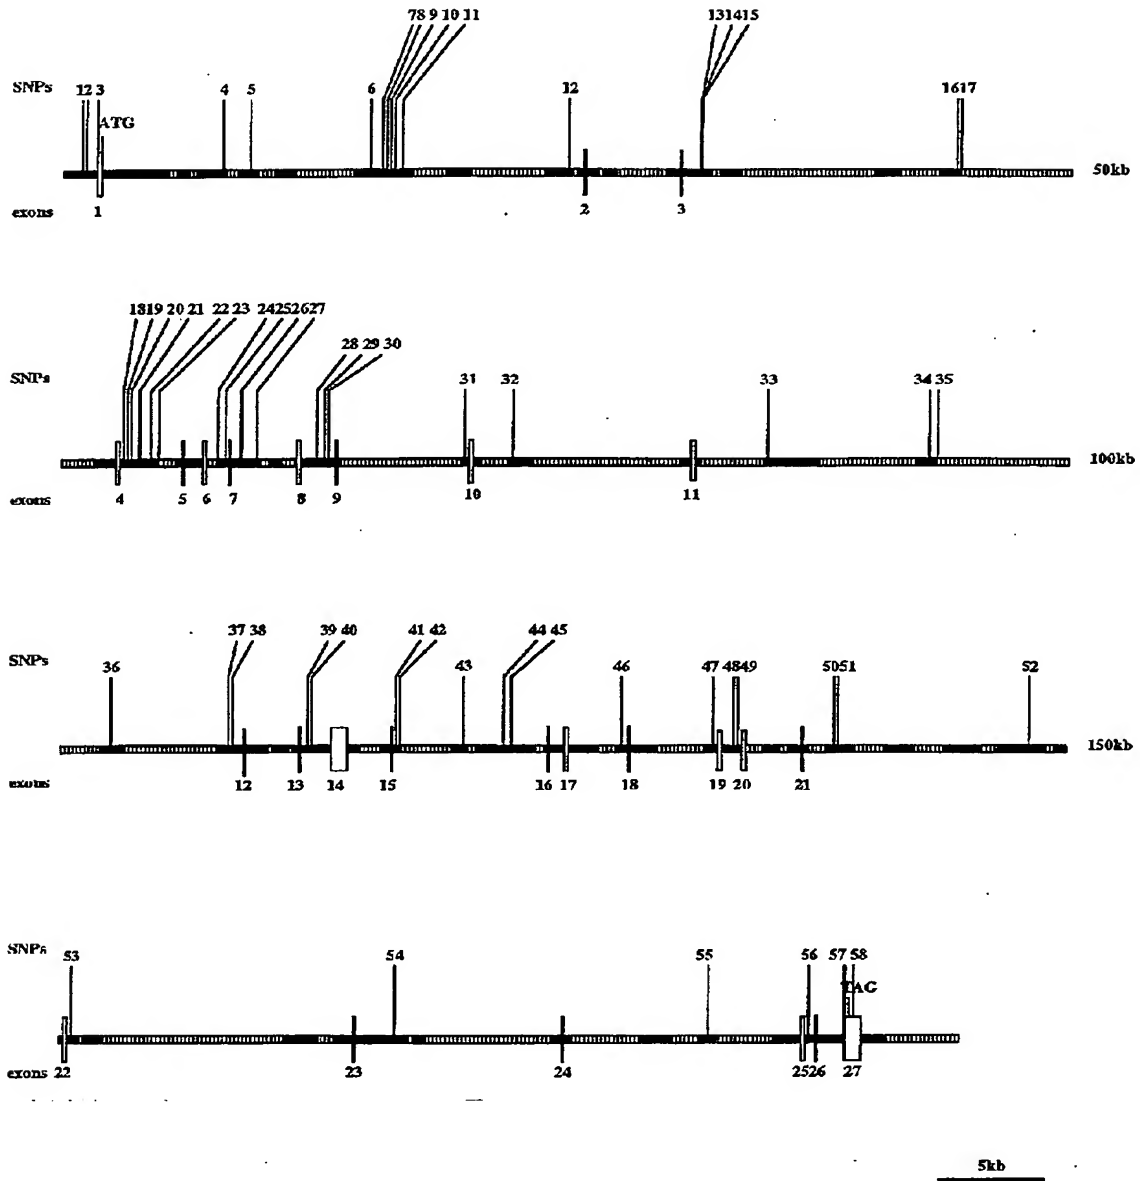 78 9 10 11 131415
SNPs 12 3 4 5 6 12 1617
ATG
50kb
exons 1 2 3
1819 20 21 22 23 24252627
28 29 30
SNPs 31 32 33 34 35
100kb
exons 4 5 6 7 8 9 10 11
37 38 39 40 41 42 44 45
SNPs 36 43 46 47 4849 5051 52
150kb
exons 12 13 14 15 16 17 18 19 20 21
SNPs 53 54 55 56 57 58
TAG
exons 22 23 24 2526 27
5kb